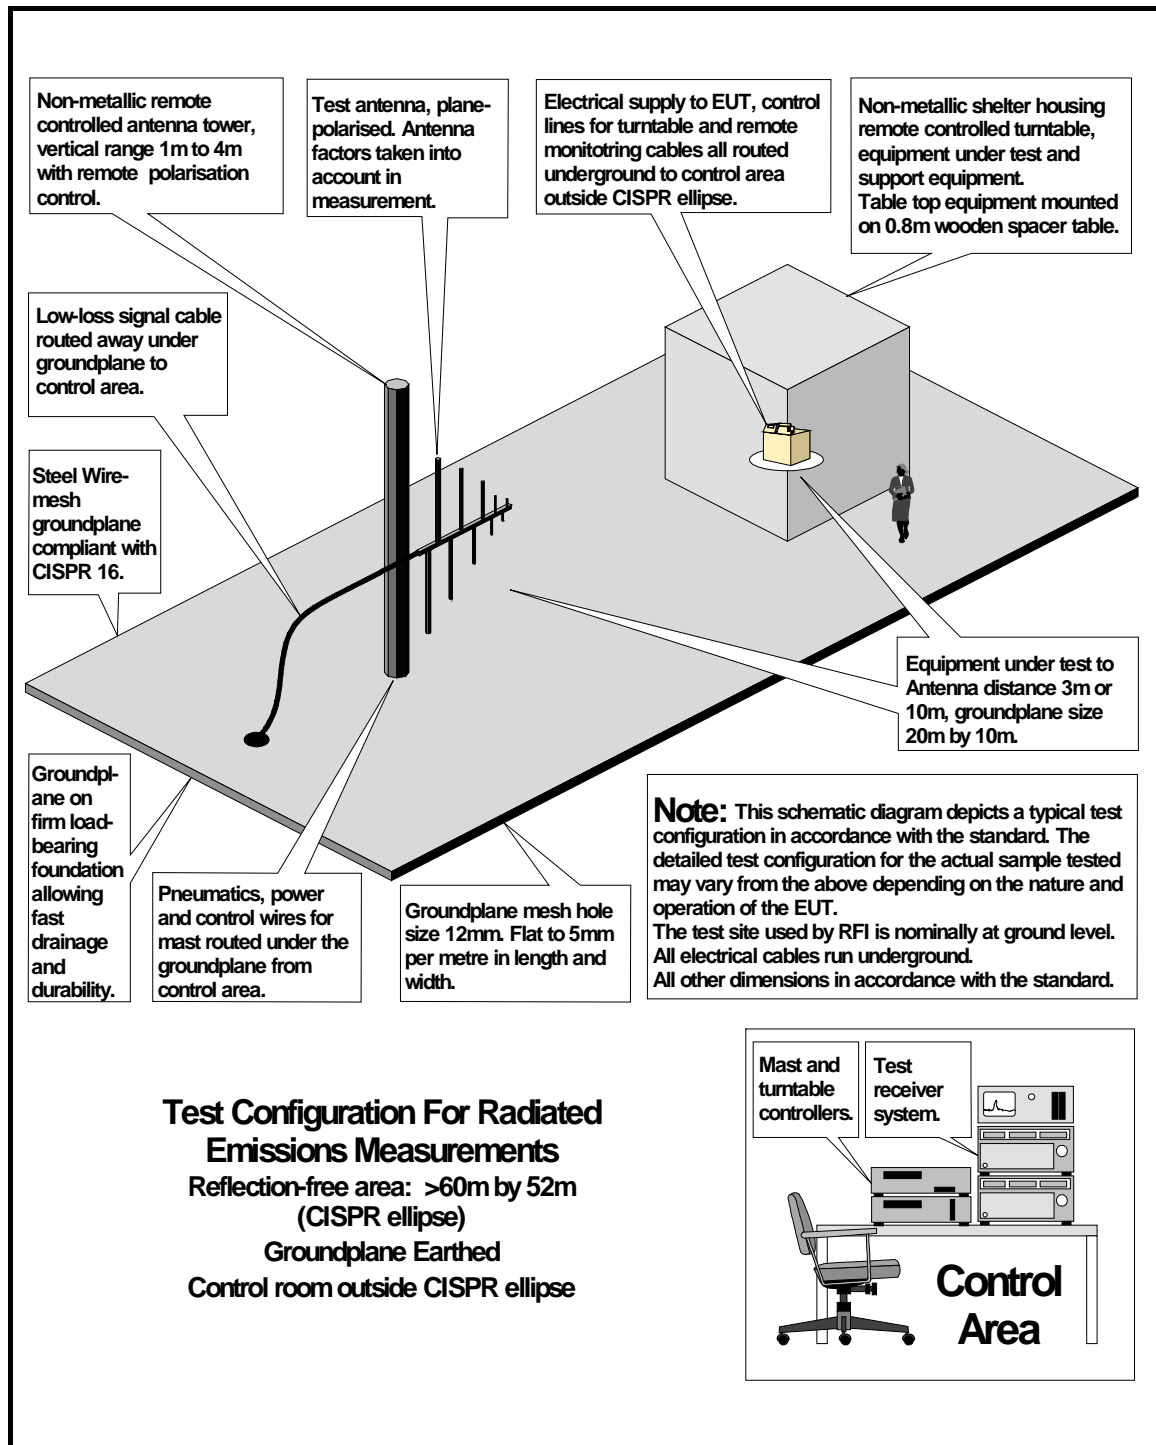 Non-metallic remote
controlled antenna tower,
vertical range 1m to 4m
with remote polarisation
control.
Test antenna, plane-
polarised. Antenna
factors taken into
account in
measurement.
Electrical supply to EUT, control
lines for turntable and remote
monitotring cables all routed
underground to control area
outside CISPR ellipse.
Non-metallic shelter housing
remote controlled turntable,
equipment under test and
support equipment.
Table top equipment mounted
on 0.8m wooden spacer table.
Low-loss signal cable
routed away under
groundplane to
control area.
Steel Wire-
mesh
groundplane
compliant with
CISPR 16.
Equipment under test to
Antenna distance 3m or
10m, groundplane size
20m by 10m.
Groundpl-
ane on
firm load-
bearing
foundation
allowing
fast
drainage
and
durability.
Pneumatics, power
and control wires for
mast routed under the
groundplane from
control area.
Groundplane mesh hole
size 12mm. Flat to 5mm
per metre in length and
width.
Note: This schematic diagram depicts a typical test
configuration in accordance with the standard. The
detailed test configuration for the actual sample tested
may vary from the above depending on the nature and
operation of the EUT.
The test site used by RFI is nominally at ground level.
All electrical cables run underground.
All other dimensions in accordance with the standard.
Test Configuration For Radiated
Emissions Measurements
Reflection-free area: >60m by 52m
(CISPR ellipse)
Groundplane Earthed
Control room outside CISPR ellipse
Mast and
turntable
controllers.
Test
receiver
system.
Control
Area